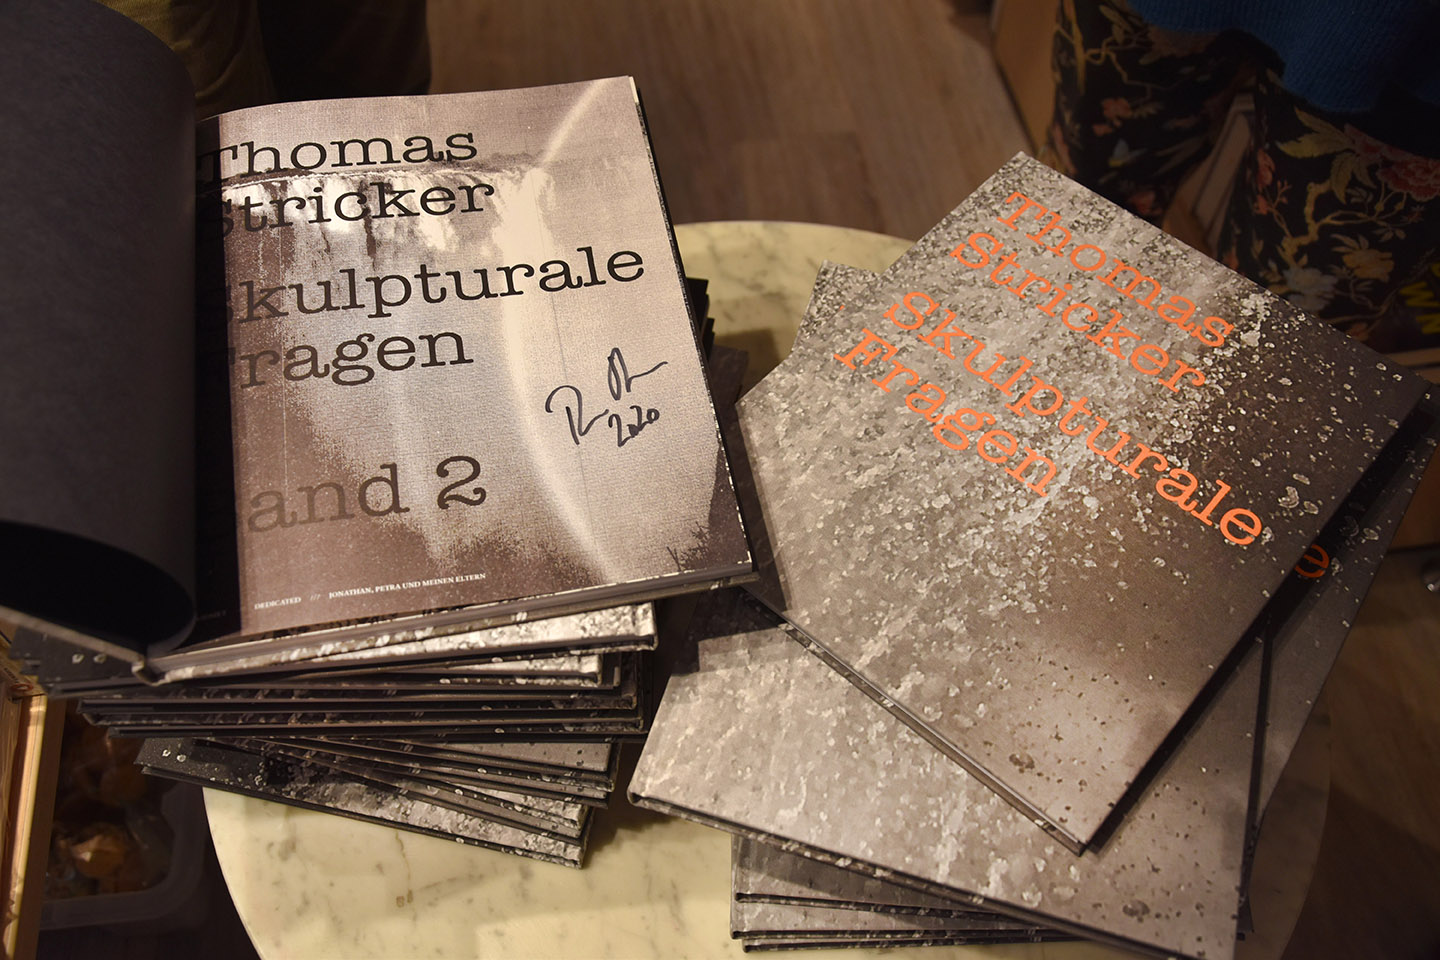 Thomas
Stricker
Skulpturale
Fragen
and 2
2020
DEDICATED /// JONATHAN, PETRA UND MEINEN ELTERN
Thomas
Stricker
Skulpturale
Fragen
e